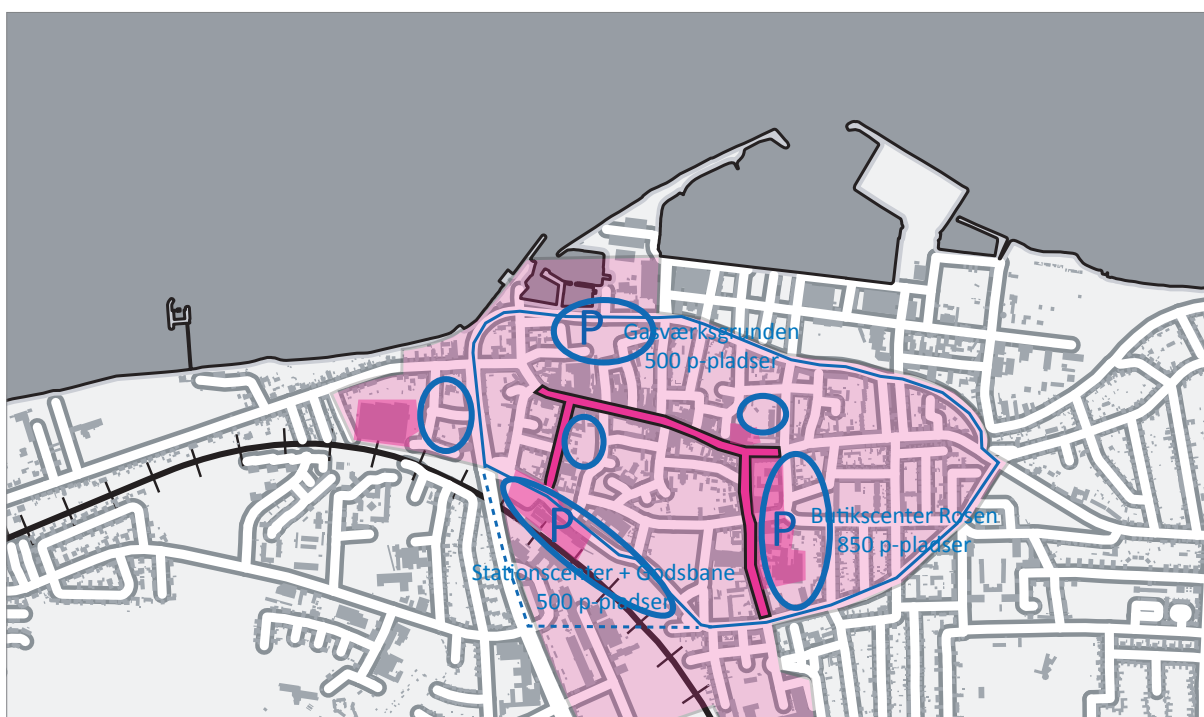 P
Gasværksgrunden
500 p-pladser
P
Butikscenter Rosen
850 p-pladser
P
Stationscenter + Godsbane
500 p-pladser